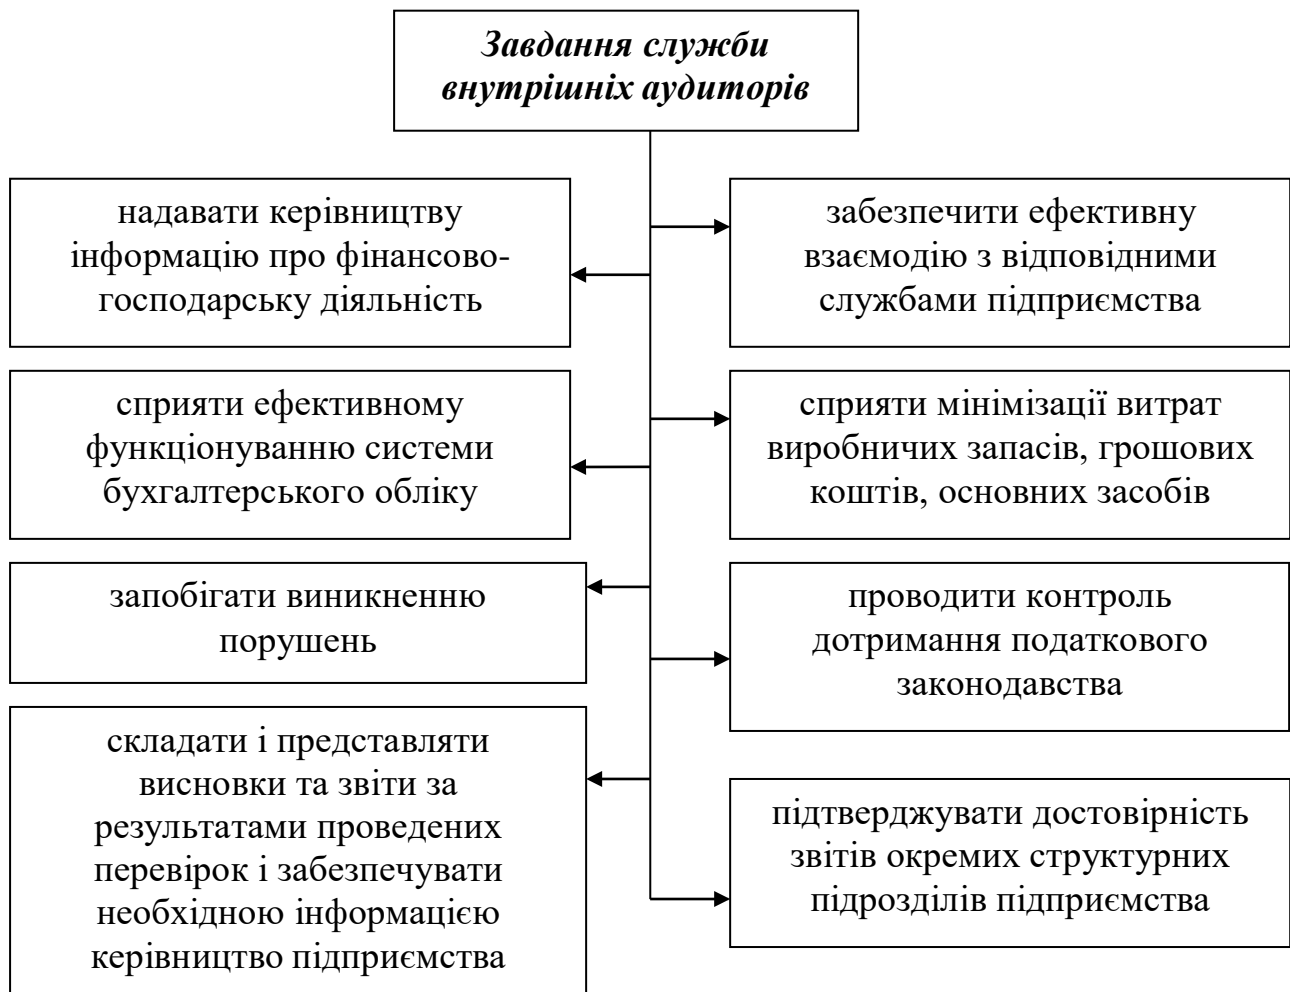 Завдання служби
внутрішніх аудиторів
надавати керівництву
інформацію про фінансово-
господарську діяльність
забезпечити ефективну
взаємодію з відповідними
службами підприємства
сприяти ефективному
функціонуванню системи
бухгалтерського обліку
сприяти мінімізації витрат
виробничих запасів, грошових
коштів, основних засобів
запобігати виникненню
порушень
проводити контроль
дотримання податкового
законодавства
складати і представляти
висновки та звіти за
результатами проведених
перевірок і забезпечувати
необхідною інформацією
керівництво підприємства
підтверджувати достовірність
звітів окремих структурних
підрозділів підприємства